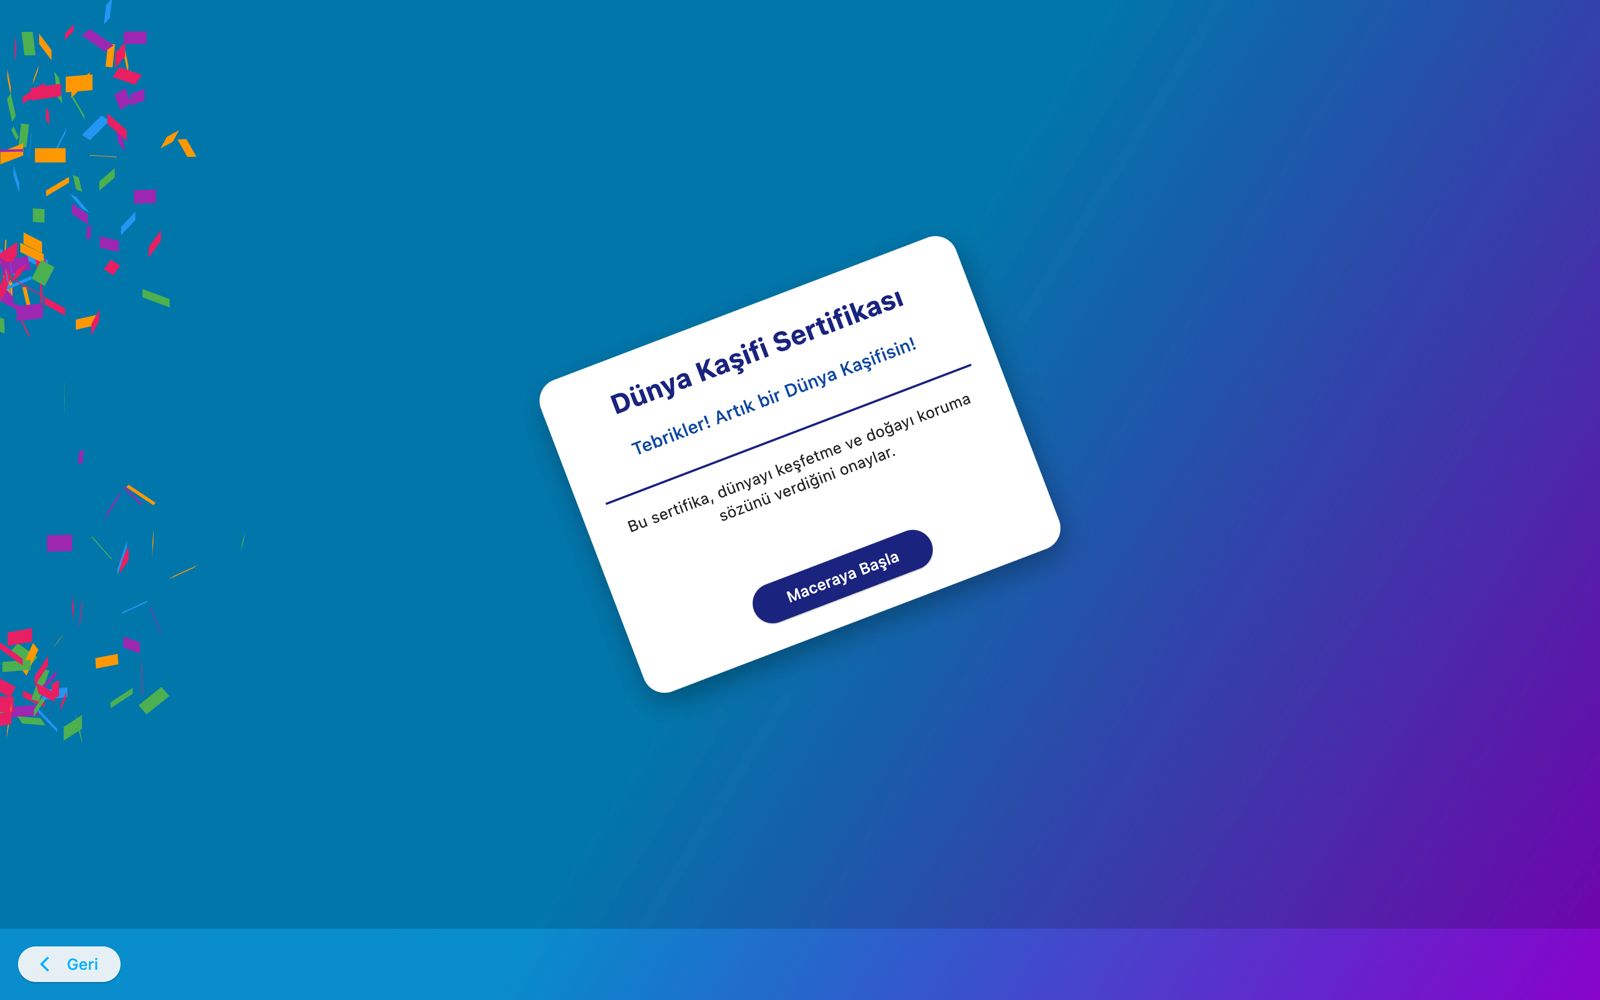 Dünya Kaşifi Sertifikası
Tebrikler! Artık bir Dünya Kaşifisin!
Bu sertifika, dünyayı keşfetme ve doğayı koruma
sözünü verdiğini onaylar.
Maceraya Başla
Geri